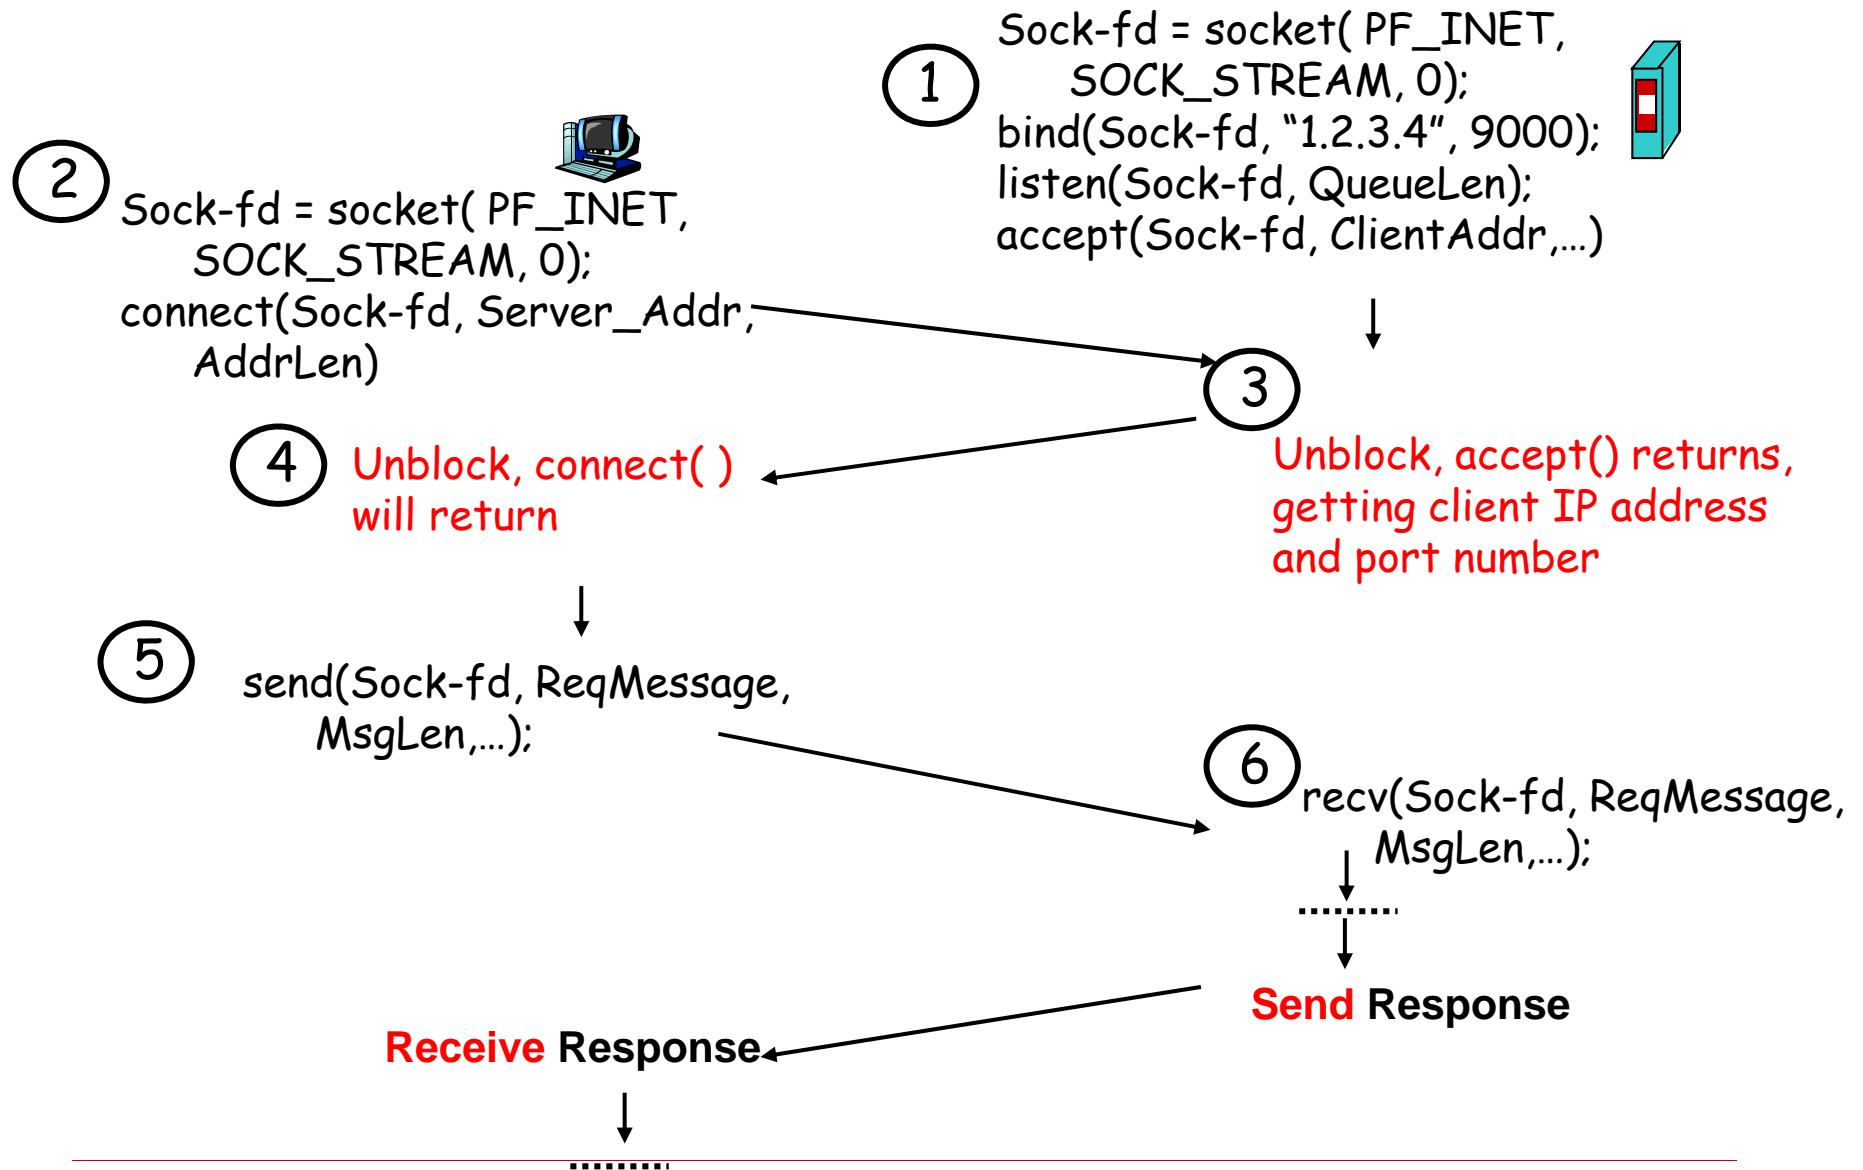 1
Sock-fd = socket( PF_INET,
SOCK_STREAM, 0);
bind(Sock-fd, “1.2.3.4”, 9000);
listen(Sock-fd, QueueLen);
accept(Sock-fd, ClientAddr,...)
2
Sock-fd = socket( PF_INET,
SOCK_STREAM, 0);
connect(Sock-fd, Server_Addr,
AddrLen)
3
Unblock, accept() returns,
getting client IP address
and port number
4
Unblock, connect( )
will return
5
send(Sock-fd, ReqMessage,
MsgLen,...);
6
recv(Sock-fd, ReqMessage,
MsgLen,...);
Send Response
Receive Response